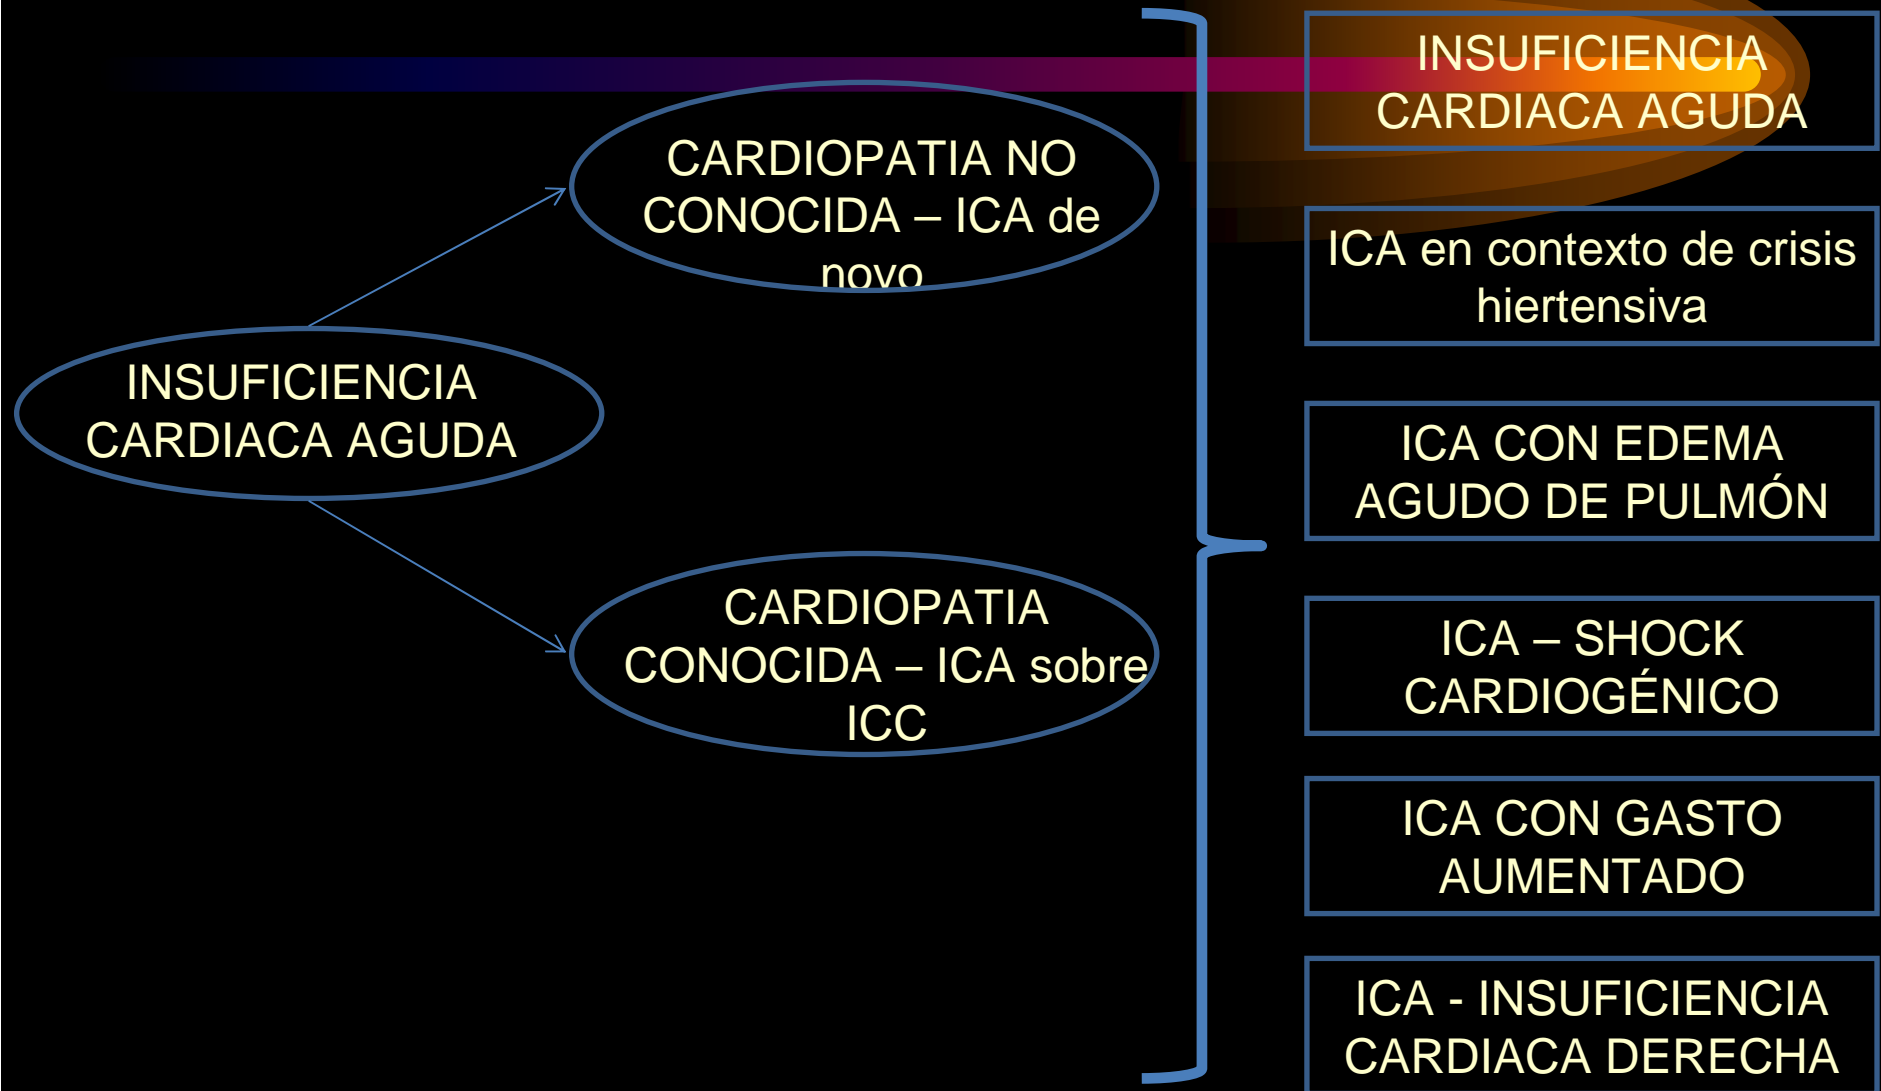 INSUFICIENCIA
CARDIACA AGUDA
CARDIOPATIA NO
CONOCIDA – ICA de
novo
CARDIOPATIA
CONOCIDA – ICA sobre
ICC
INSUFICIENCIA
CARDIACA AGUDA
ICA en contexto de crisis
hiertensiva
ICA CON EDEMA
AGUDO DE PULMÓN
ICA – SHOCK
CARDIOGÉNICO
ICA CON GASTO
AUMENTADO
ICA - INSUFICIENCIA
CARDIACA DERECHA